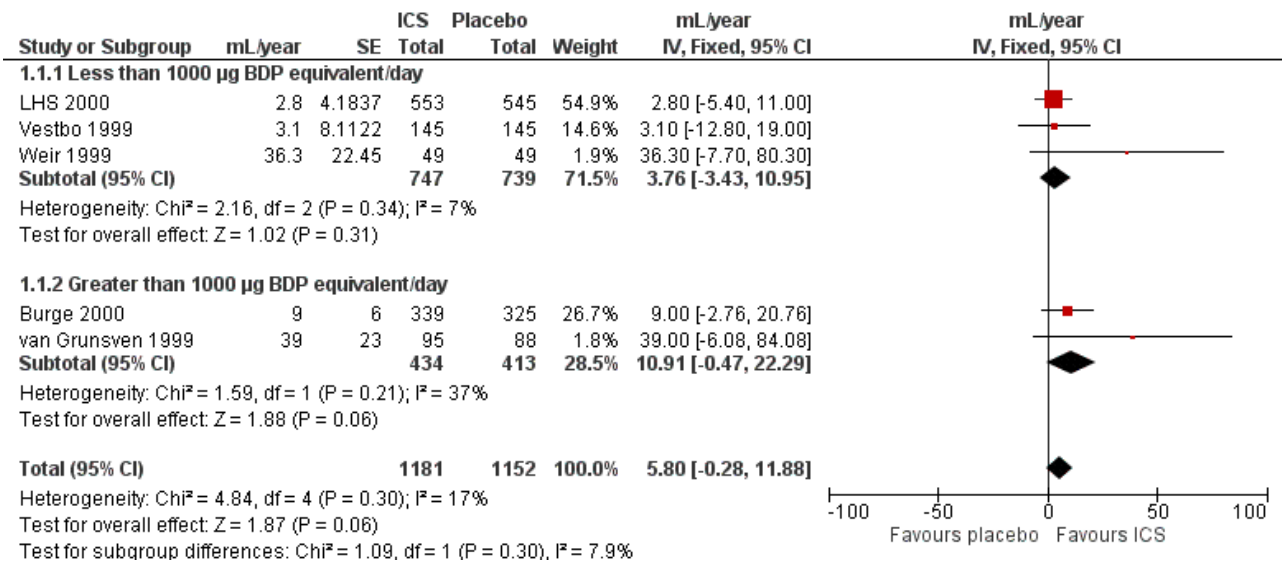 ICS Placebo mL/year mL/year
Study or Subgroup mL/year SE Total Total Weight IV, Fixed, 95% CI IV, Fixed, 95% CI
1.1.1 Less than 1000 µg BDP equivalent/day
LHS 2000 2.8 4.1837 553 545 54.9% 2.80 [-5.40, 11.00]
Vestbo 1999 3.1 8.1122 145 145 14.6% 3.10 [-12.80, 19.00]
Weir 1999 36.3 22.45 49 49 1.9% 36.30 [-7.70, 80.30]
Subtotal (95% CI) 747 739 71.5% 3.76 [-3.43, 10.95]
Heterogeneity: Chi² = 2.16, df = 2 (P = 0.34); I² = 7%
Test for overall effect: Z = 1.02 (P = 0.31)
1.1.2 Greater than 1000 µg BDP equivalent/day
Burge 2000 9 6 339 325 26.7% 9.00 [-2.76, 20.76]
van Grunsven 1999 39 23 95 88 1.8% 39.00 [-6.08, 84.08]
Subtotal (95% CI) 434 413 28.5% 10.91 [-0.47, 22.29]
Heterogeneity: Chi² = 1.59, df = 1 (P = 0.21); I² = 37%
Test for overall effect: Z = 1.88 (P = 0.06)
Total (95% CI) 1181 1152 100.0% 5.80 [-0.28, 11.88]
Heterogeneity: Chi² = 4.84, df = 4 (P = 0.30); I² = 17%
Test for overall effect: Z = 1.87 (P = 0.06)
Test for subgroup differences: Chi² = 1.09, df = 1 (P = 0.30), I² = 7.9%
-100 -50 0 50 100
Favours placebo Favours ICS